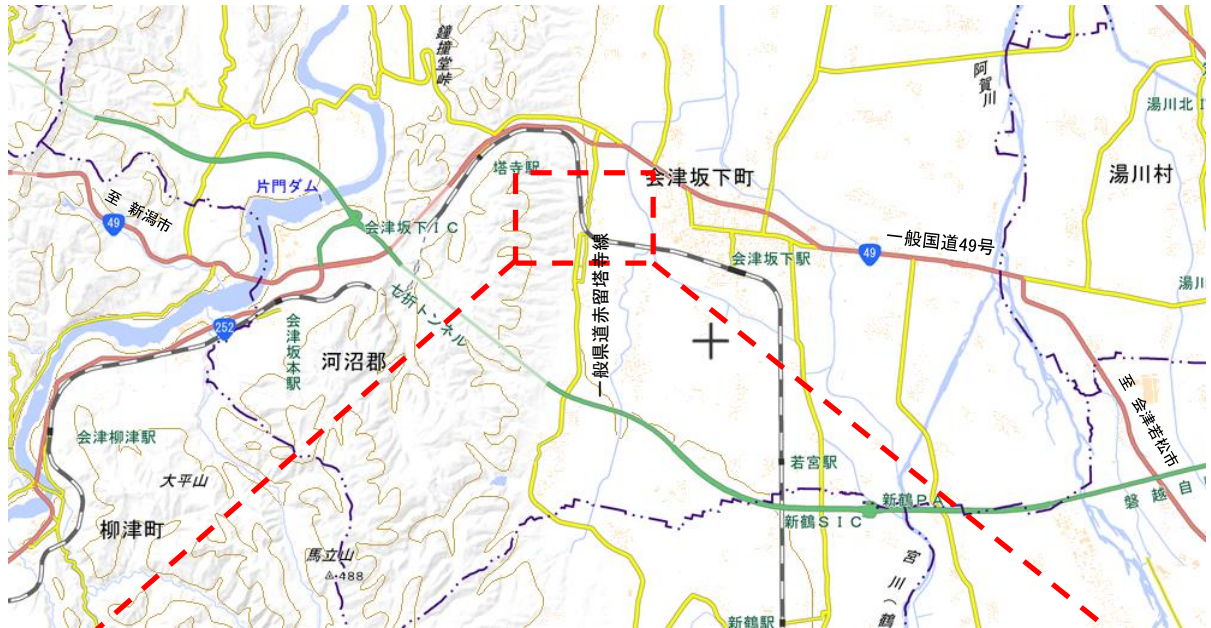 鐘撞堂峠
阿賀川
湯川北I
塔寺駅
会津坂下町
湯川村
片門ダム
至 新潟市
49
会津坂下IC
一般国道49号
49
会津坂下駅
湯川
一般県道赤留塔寺線
七折トンネル
252
会津坂本駅
河沼郡
至 会津若松市
会津柳津駅
若宮駅
大平山
新鶴PA
磐越自
新鶴SIC
柳津町
馬立山
488
宮川(鶴
新鶴駅